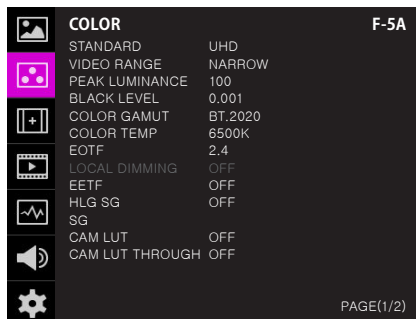 COLOR F-5A
STANDARD UHD
VIDEO RANGE NARROW
PEAK LUMINANCE 100
BLACK LEVEL 0.001
COLOR GAMUT BT.2020
COLOR TEMP 6500K
EOTF 2.4
LOCAL DIMMING OFF
EETF OFF
HLG SG OFF
SG
CAM LUT OFF
CAM LUT THROUGH OFF
PAGE(1/2)